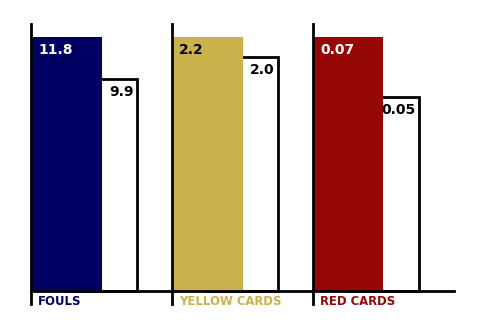 11.8
9.9
2.2
2.0
0.07
0.05
FOULS
YELLOW CARDS
RED CARDS